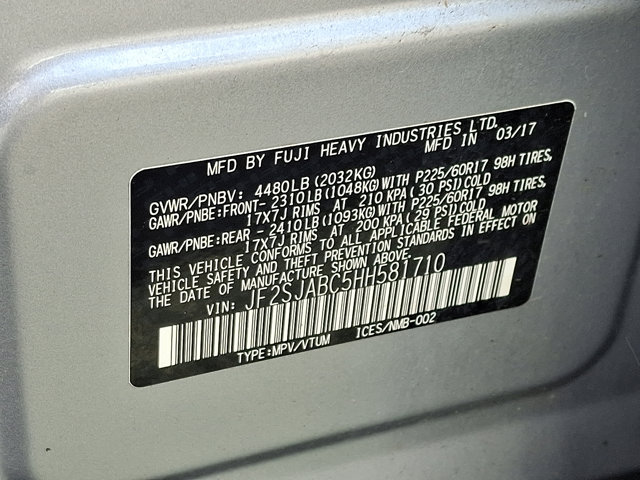 MFD BY FUJI HEAVY INDUSTRIES LTD.
MFD IN 03/17
GVWR/PNBV: 4480LB(2032KG)
GAWR/PNBE:FRONT- 2310LB(1048KG)WITH P225/60R17 98H TIRES,
17x7J RIMS AT 210 KPA(30 PSI)COLD
GAWR/PNBE:REAR - 2410LB(1093KG)WITH P225/60R17 98H TIRES,
17x7J RIMS AT 200 KPA(29 PSI)COLD
THIS VEHICLE CONFORMS TO ALL APPLICABLE FEDERAL MOTOR
VEHICLE SAFETY AND THEFT PREVENTION STANDARDS IN EFFECT ON
THE DATE OF MANUFACTURE SHOWN ABOVE.
VIN: JF2SJABC5HH581710
TYPE:MPV/VTUM ICES/NMB-002